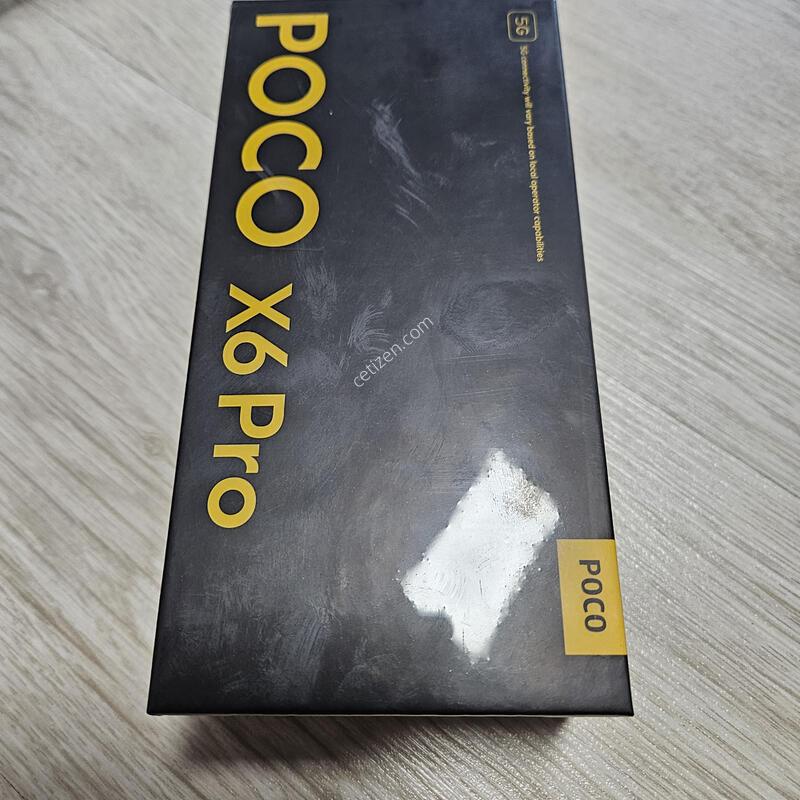 POCO X6 Pro
5G
5G connectivity will vary based on local operator capabilities
POCO
cetizen.com